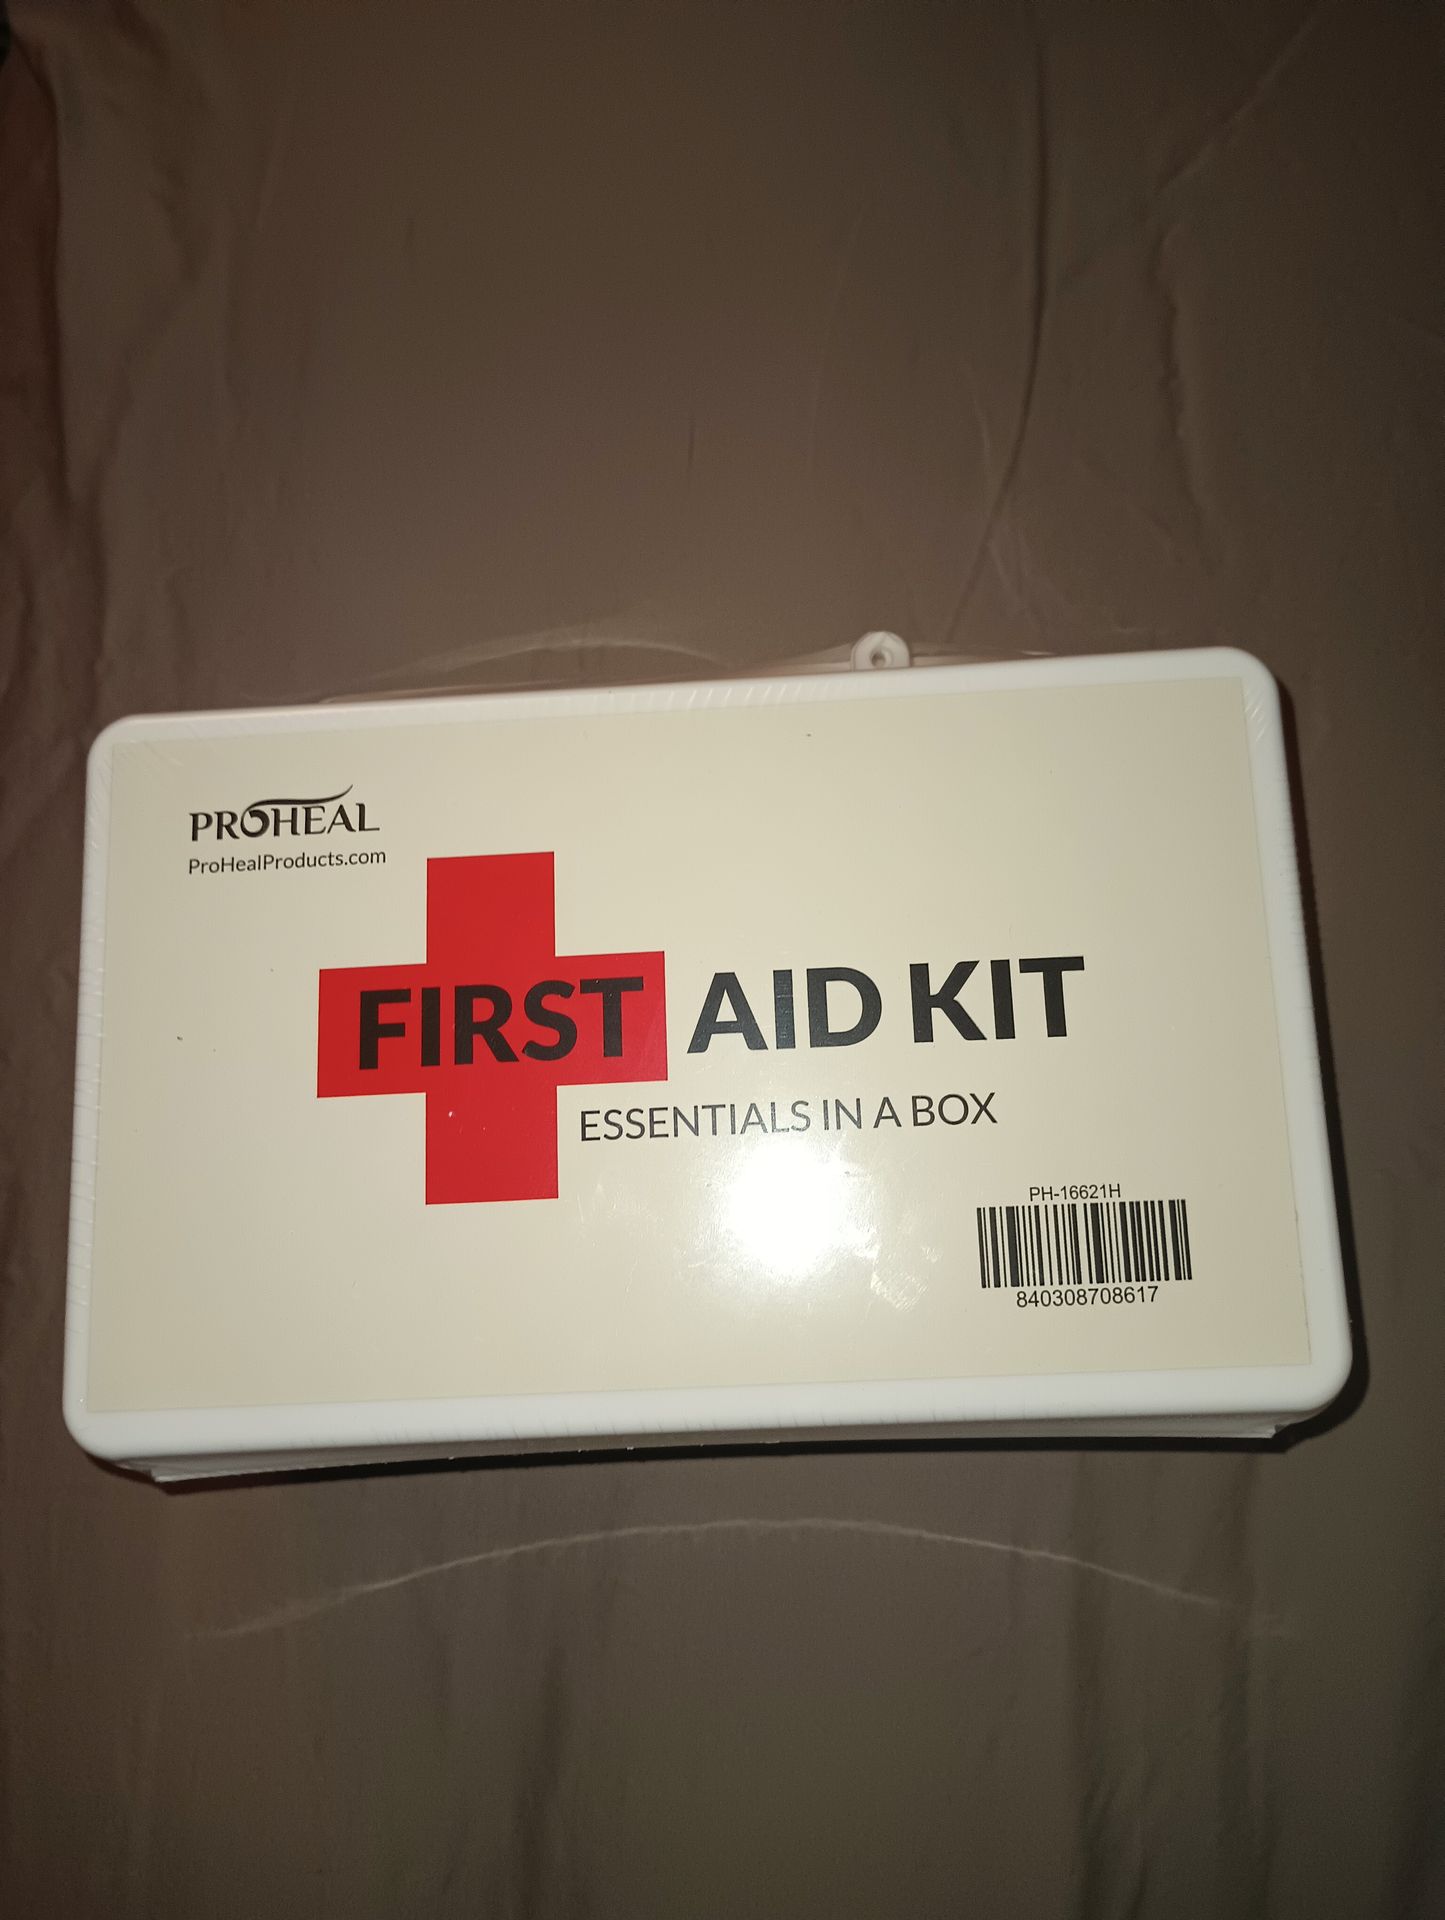 PROHEAL
ProHealProducts.com
FIRST AID KIT
ESSENTIALS IN A BOX
PH-16621H
840308708617